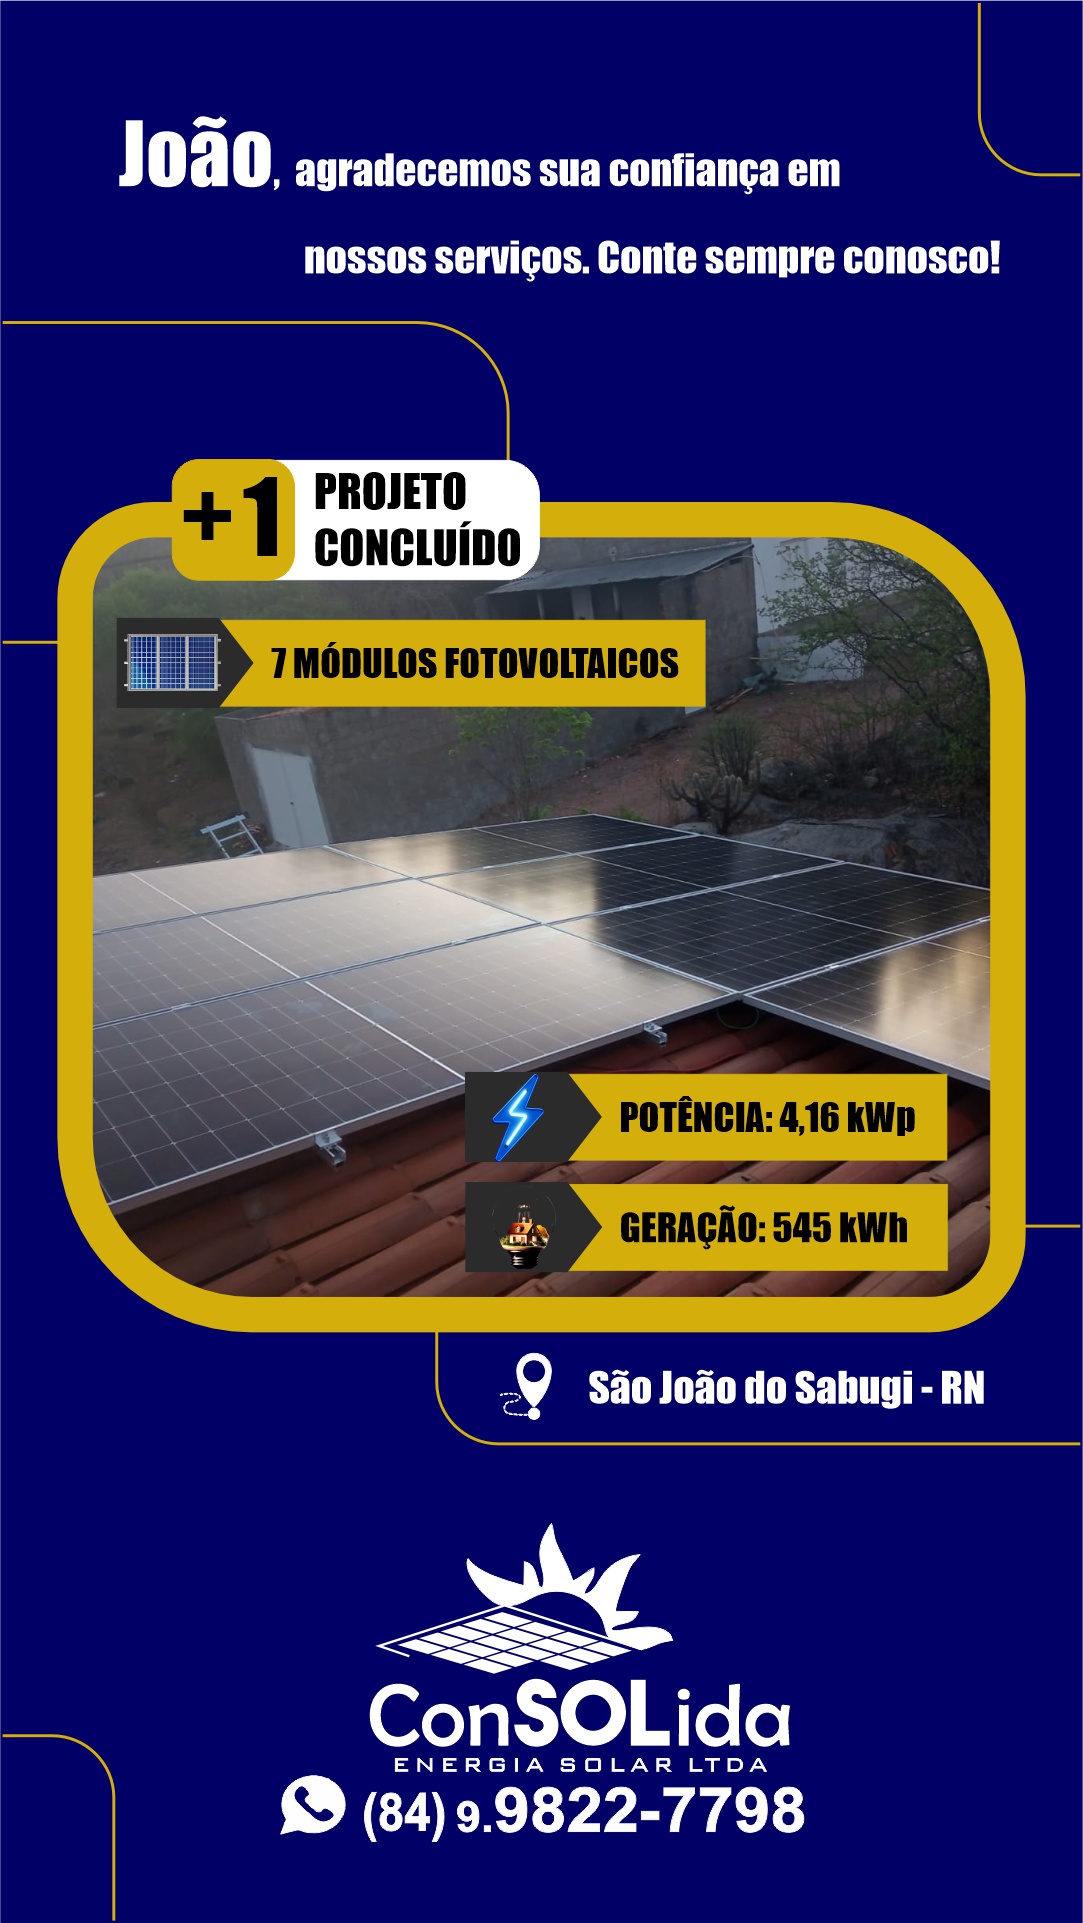 João, agradecemos sua confiança em
nossos serviços. Conte sempre conosco!
+1 PROJETO
CONCLUÍDO
7 MÓDULOS FOTOVOLTAICOS
POTÊNCIA: 4,16 kWp
GERAÇÃO: 545 kWh
São João do Sabugi - RN
ConSOLida
ENERGIA SOLAR LTDA
(84) 9.9822-7798